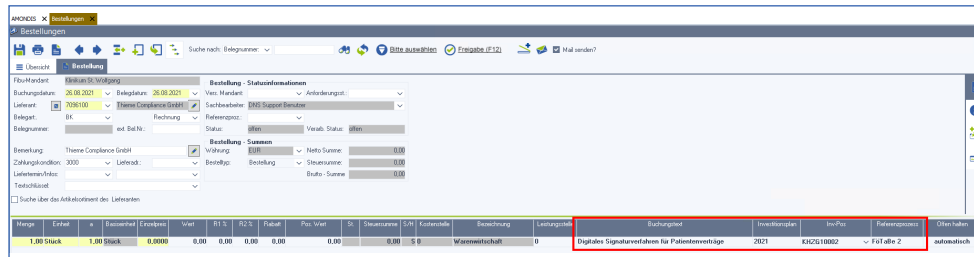 AMONDIS X Bestellungen X
Bestellungen
Suche nach: Belegnummer: Bitte auswählen Freigabe (F12) Mail senden?
Übersicht Bestellung
Fibu-Mandant: Klinikum St. Wolfgang Bestellung - Statusinformationen
Buchungsdatum: 26.08.2021 Belegdatum: 26.08.2021 Vers. Mandant: Anforderungsst.:
Lieferant: 7096100 Thieme Compliance GmbH Sachbearbeiter: DNS Support Benutzer
Belegart.: BK Rechnung Referenzproz.:
Belegnummer: ext. Bel.Nr.: Status: offen Verarb. Status: offen
Bestellung - Summen
Bemerkung: Thieme Compliance GmbH Währung: EUR Netto Summe: 0,00
Zahlungskondition: 3000 Lieferadr.: Bestelltyp: Bestellung Steuersumme: 0,00
Liefertermin/Infos: Brutto - Summe 0,00
Textschlüssel:
Suche über das Artikelsortiment des Lieferanten
Menge Einheit a Basiseinheit Einzelpreis Wert R1 % R2 % Rabatt Pos. Wert St. Steuersumme S/H Kostenstelle Bezeichnung Leistungsstelle Buchungstext Investitionsplan Inv-Pos Referenzprozess Offen halten
1,00 Stück 1,00 Stück 0,0000 0,00 0,00 0,00 0,00 0,00 0,00 S 0 Warenwirtschaft 0 Digitales Signaturverfahren für Patientenverträge 2021 KHZG10002 FöTaBe 2 automatisch